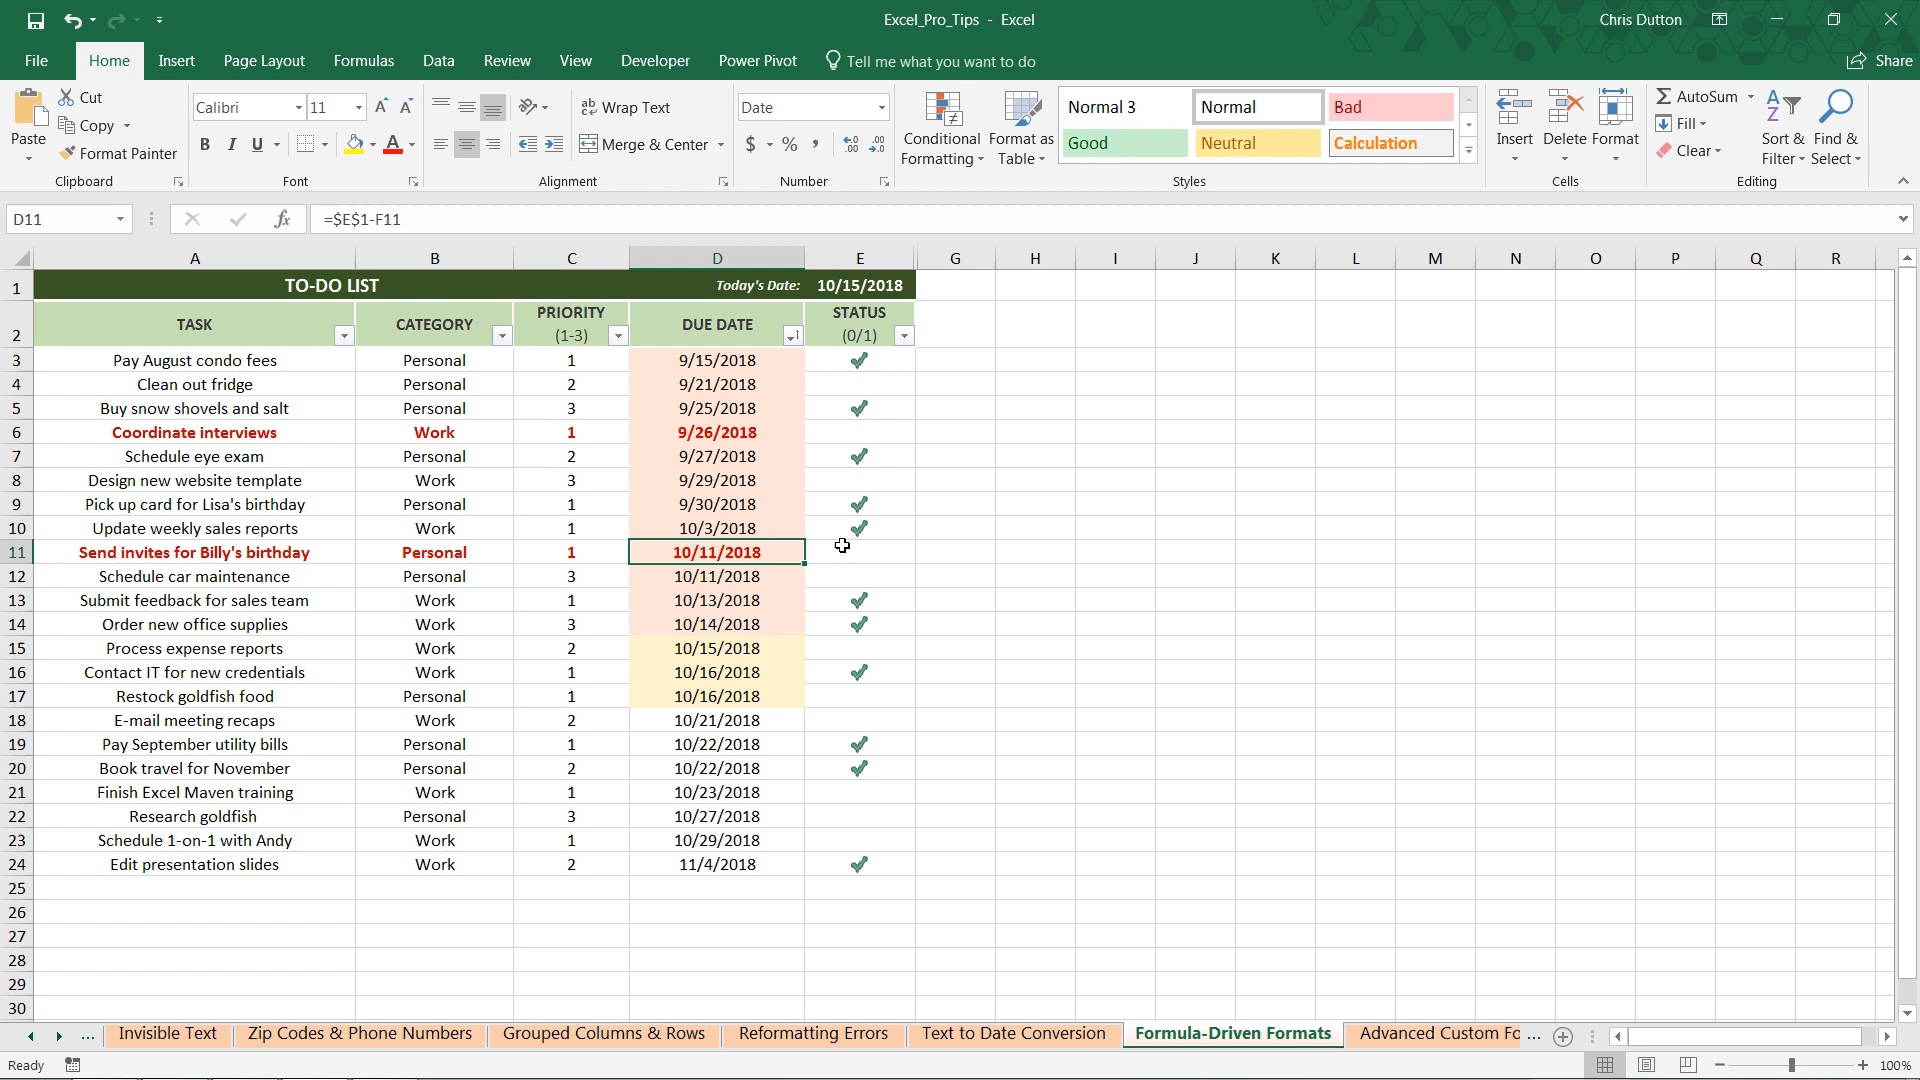 Excel_Pro_Tips - Excel
Chris Dutton
File Home Insert Page Layout Formulas Data Review View Developer Power Pivot Tell me what you want to do Share
Paste
Cut
Copy
Format Painter
Clipboard
Calibri 11
B I U
Font
Wrap Text
Merge & Center
Alignment
Date
$ % ,
Number
Conditional Formatting
Format as Table
Normal 3 Normal Bad
Good Neutral Calculation
Styles
Insert Delete Format
Cells
AutoSum
Fill
Clear
Sort & Filter
Find & Select
Editing
D11 fx =$E$1-F11
A B C D E G H I J K L M N O P Q R
1 TO-DO LIST Today's Date: 10/15/2018
2 TASK CATEGORY PRIORITY (1-3) DUE DATE STATUS (0/1)
3 Pay August condo fees Personal 1 9/15/2018
4 Clean out fridge Personal 2 9/21/2018
5 Buy snow shovels and salt Personal 3 9/25/2018
6 Coordinate interviews Work 1 9/26/2018
7 Schedule eye exam Personal 2 9/27/2018
8 Design new website template Work 3 9/29/2018
9 Pick up card for Lisa's birthday Personal 1 9/30/2018
10 Update weekly sales reports Work 1 10/3/2018
11 Send invites for Billy's birthday Personal 1 10/11/2018
12 Schedule car maintenance Personal 3 10/11/2018
13 Submit feedback for sales team Work 1 10/13/2018
14 Order new office supplies Work 3 10/14/2018
15 Process expense reports Work 2 10/15/2018
16 Contact IT for new credentials Work 1 10/16/2018
17 Restock goldfish food Personal 1 10/16/2018
18 E-mail meeting recaps Work 2 10/21/2018
19 Pay September utility bills Personal 1 10/22/2018
20 Book travel for November Personal 2 10/22/2018
21 Finish Excel Maven training Work 1 10/23/2018
22 Research goldfish Personal 3 10/27/2018
23 Schedule 1-on-1 with Andy Work 1 10/29/2018
24 Edit presentation slides Work 2 11/4/2018
25
26
27
28
29
30
... Invisible Text Zip Codes & Phone Numbers Grouped Columns & Rows Reformatting Errors Text to Date Conversion Formula-Driven Formats Advanced Custom Fo ...
Ready 100%